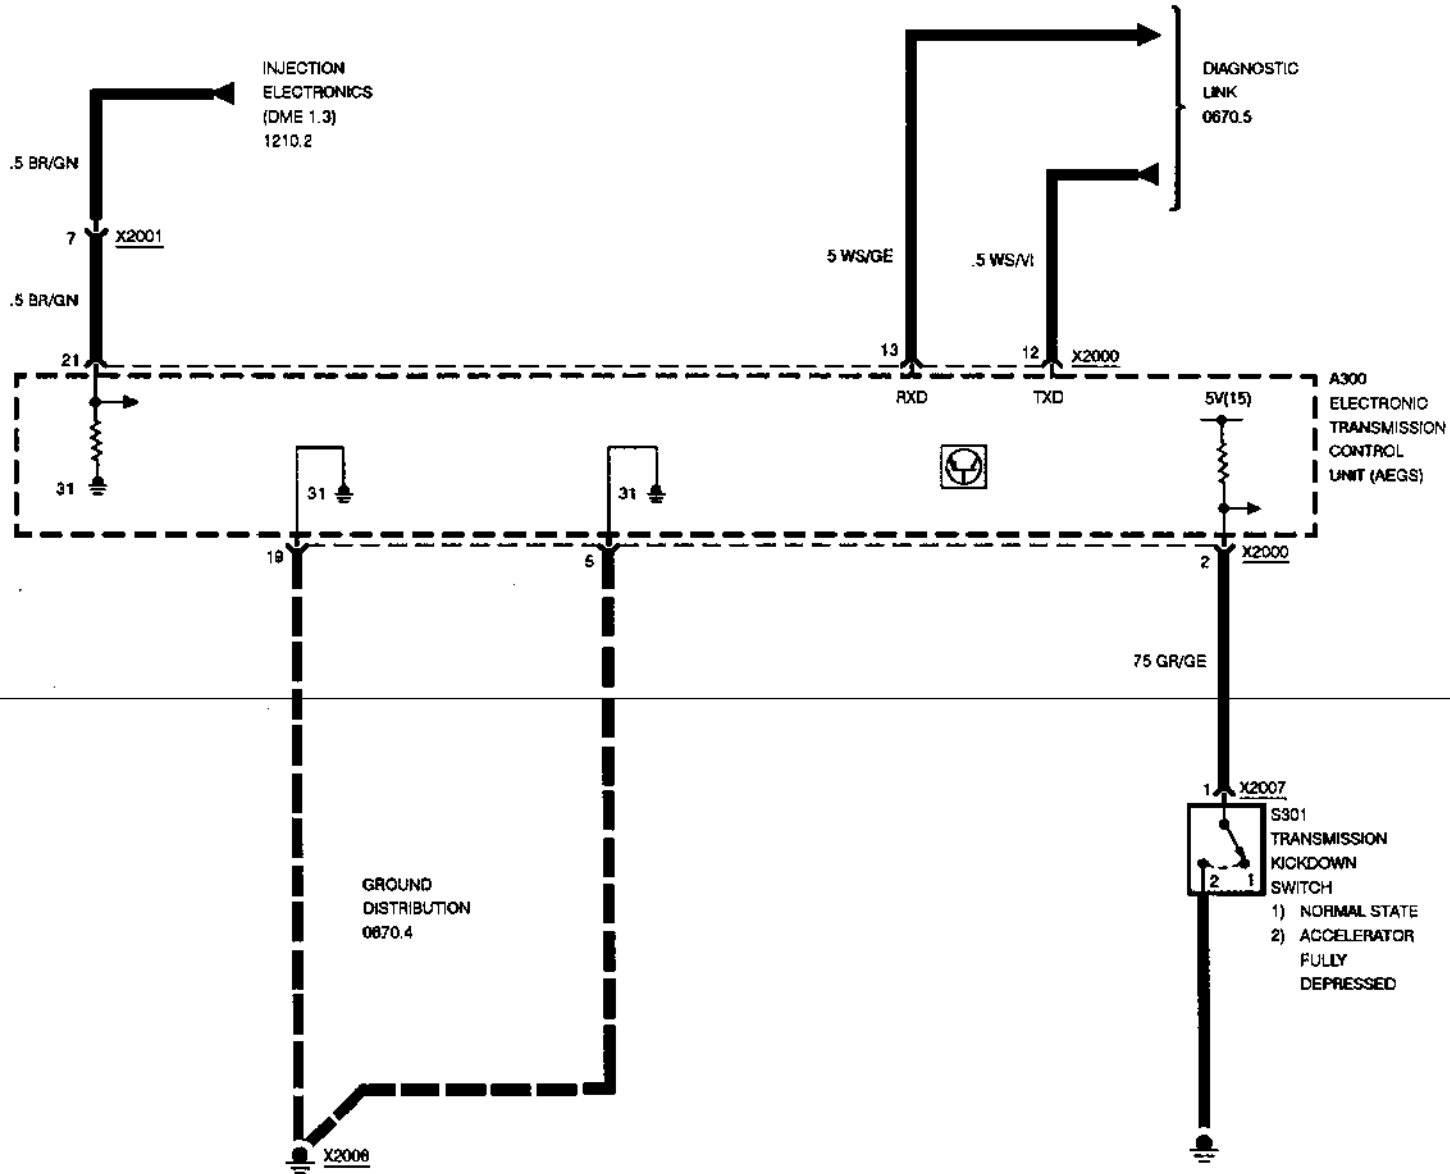 INJECTION
ELECTRONICS
(DME 1.3)
1210.2
DIAGNOSTIC
LINK
0670.5
.5 BR/GN
7
X2001
5 WS/GE
.5 WS/VI
.5 BR/GN
21
13
12
X2000
A300
ELECTRONIC
TRANSMISSION
CONTROL
UNIT (AEGS)
RXD
TXD
5V(15)
31
31
31
19
5
2
X2000
75 GR/GE
1
X2007
S301
TRANSMISSION
KICKDOWN
SWITCH
2
1
1) NORMAL STATE
2) ACCELERATOR
FULLY
DEPRESSED
GROUND
DISTRIBUTION
0670.4
X2006